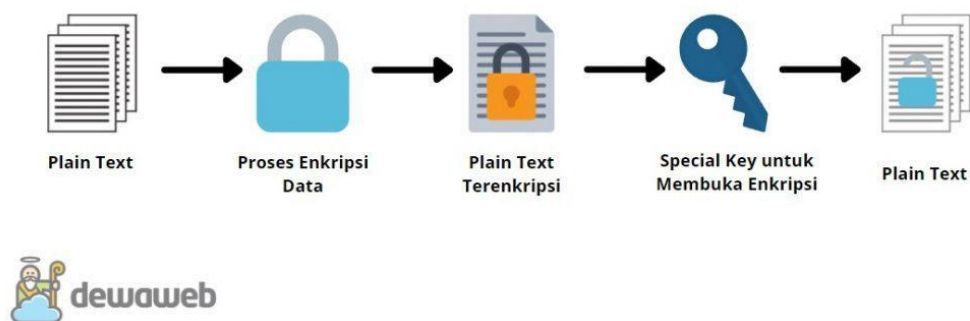 Plain Text
Proses Enkripsi
Data
Plain Text
Terenkripsi
Special Key untuk
Membuka Enkripsi
Plain Text
dewaweb